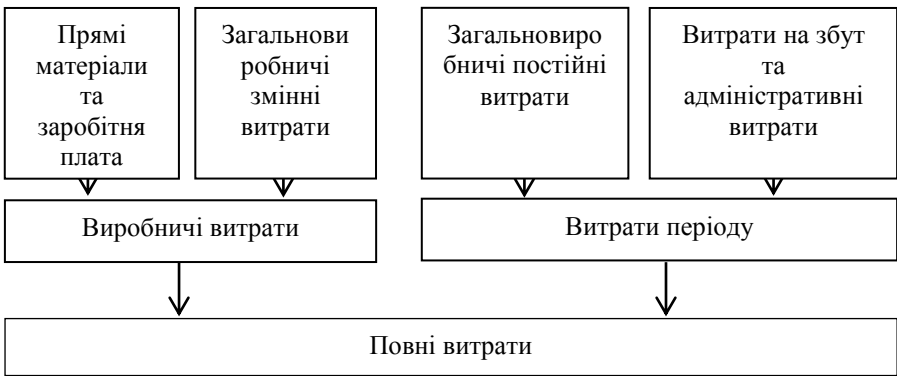 Прямі
матеріали
та
заробітня
плата
Загальнови
робничі
змінні
витрати
Загальновиро
бничі постійні
витрати
Витрати на збут
та
адміністративні
витрати
Виробничі витрати
Витрати періоду
Повні витрати